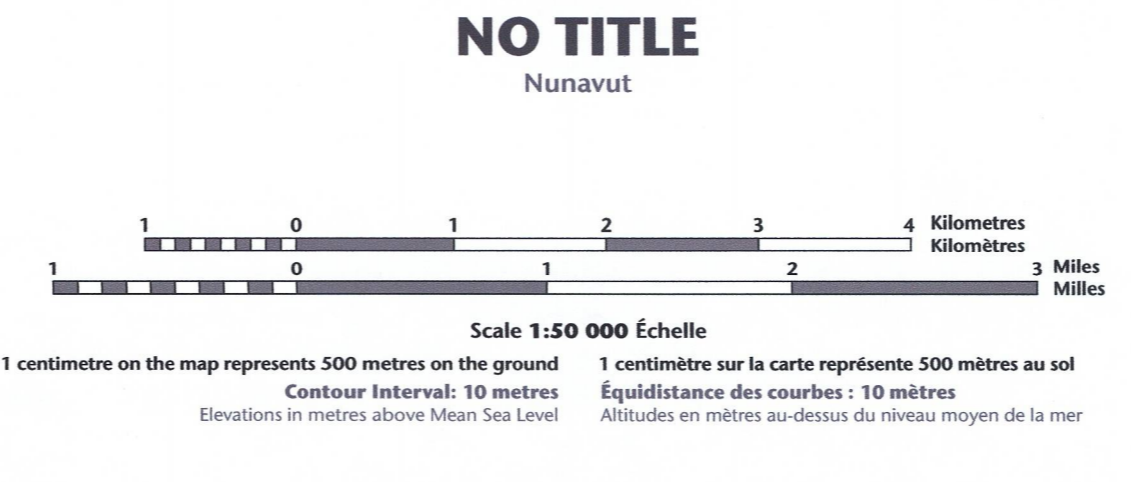 NO TITLE
Nunavut
1 0 1 2 3 4 Kilometres
Kilomètres
1 0 1 2 3 Miles
Milles
Scale 1:50 000 Échelle
1 centimetre on the map represents 500 metres on the ground
Contour Interval: 10 metres
Elevations in metres above Mean Sea Level
1 centimètre sur la carte représente 500 mètres au sol
Équidistance des courbes : 10 mètres
Altitudes en mètres au-dessus du niveau moyen de la mer